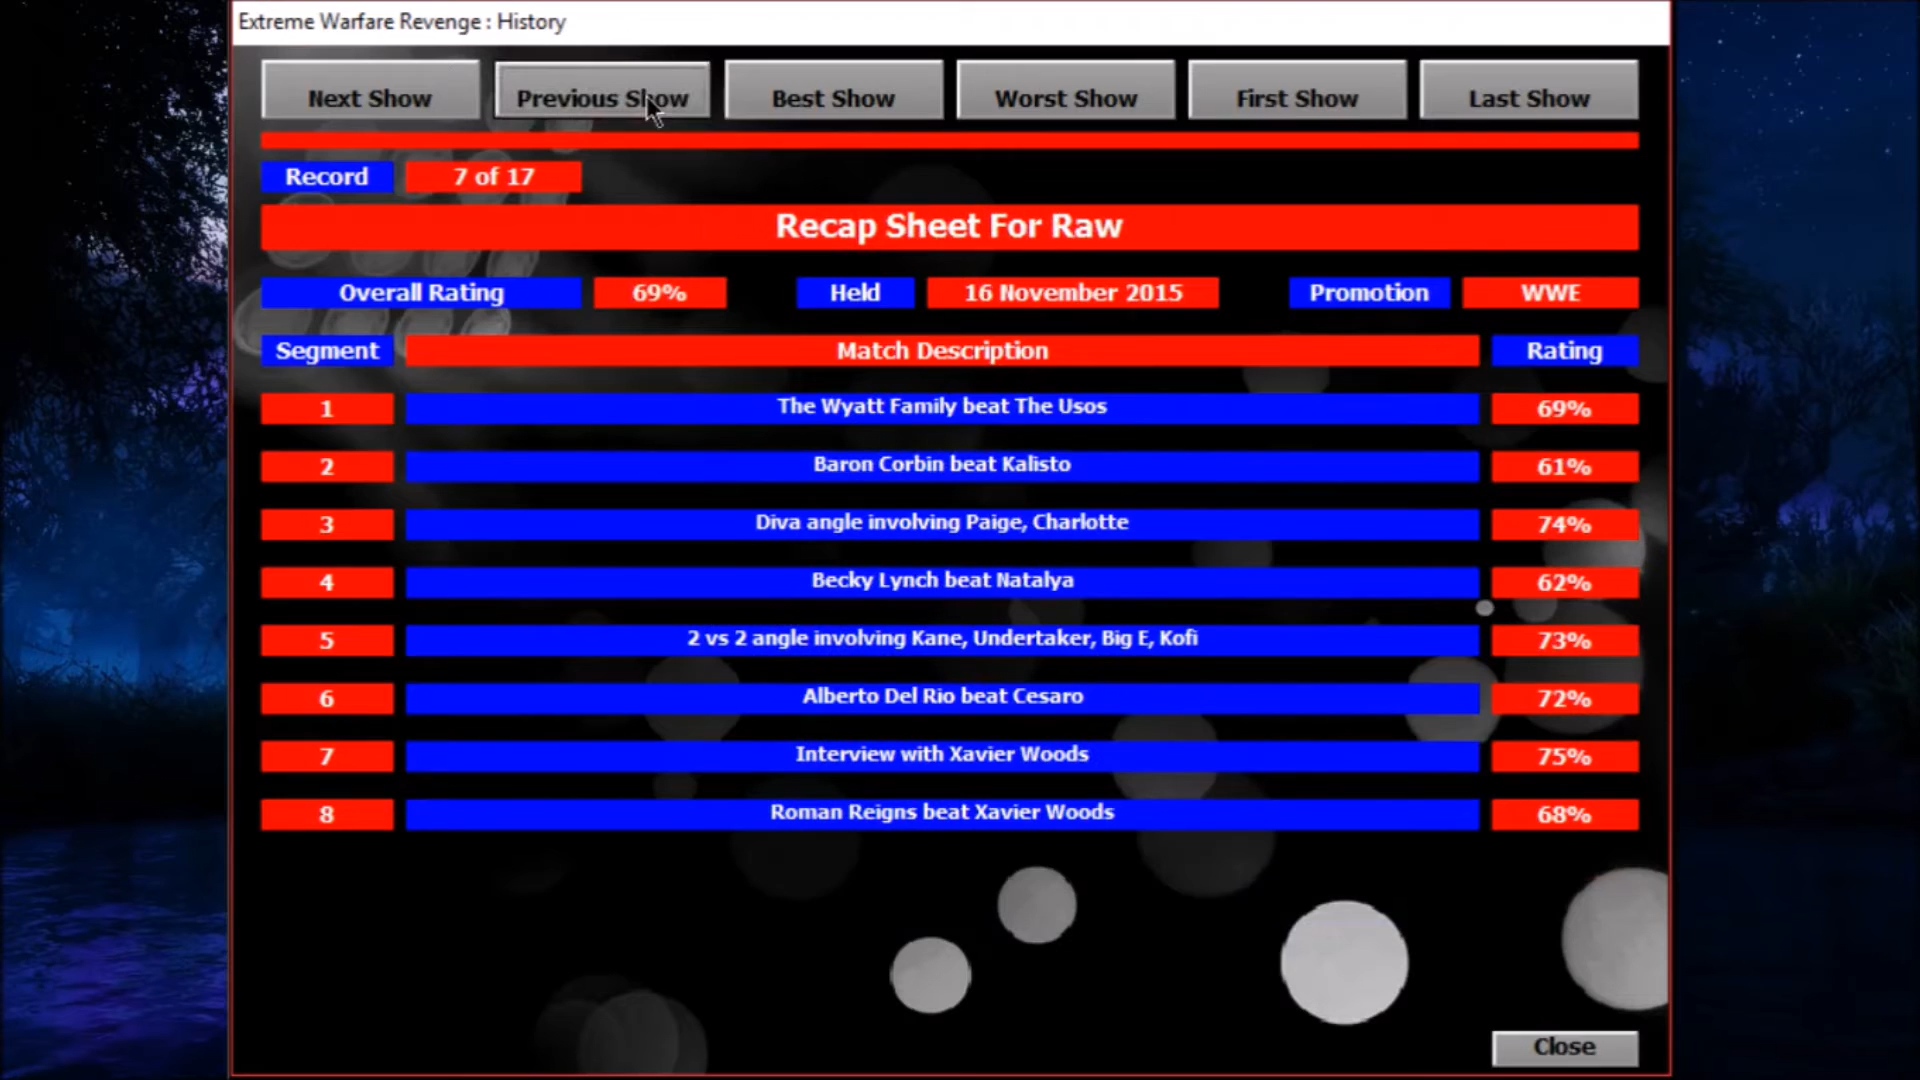 Extreme Warfare Revenge : History
Next Show Previous Show Best Show Worst Show First Show Last Show
Record 7 of 17
Recap Sheet For Raw
Overall Rating 69% Held 16 November 2015 Promotion WWE
Segment Match Description Rating
1 The Wyatt Family beat The Usos 69%
2 Baron Corbin beat Kalisto 61%
3 Diva angle involving Paige, Charlotte 74%
4 Becky Lynch beat Natalya 62%
5 2 vs 2 angle involving Kane, Undertaker, Big E, Kofi 73%
6 Alberto Del Rio beat Cesaro 72%
7 Interview with Xavier Woods 75%
8 Roman Reigns beat Xavier Woods 68%
Close